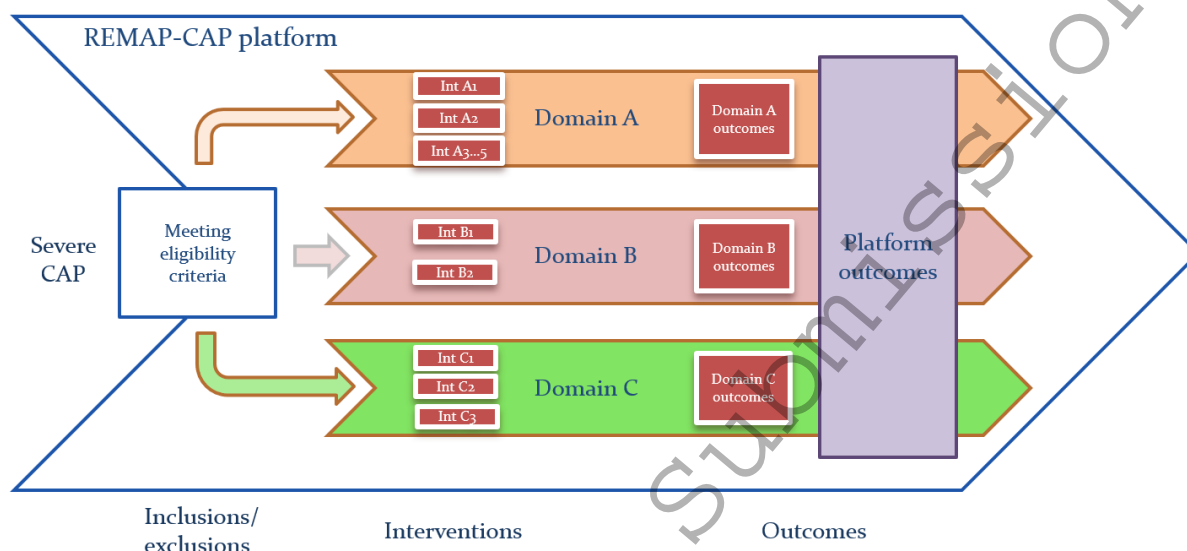 REMAP-CAP platform
Int A1
Int A2
Int A3...5
Domain A
Domain A
outcomes
Severe
CAP
Meeting
eligibility
criteria
Int B1
Int B2
Domain B
Domain B
outcomes
Platform
outcomes
Int C1
Int C2
Int C3
Domain C
Domain C
outcomes
Inclusions/
exclusions
Interventions
Outcomes
Submission